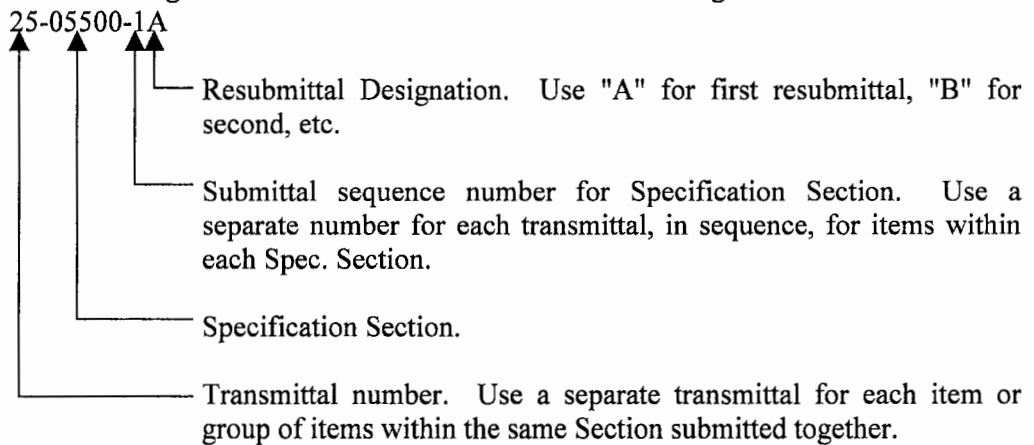 25-05500-1A
Resubmittal Designation. Use "A" for first resubmittal, "B" for
second, etc.
Submittal sequence number for Specification Section. Use a
separate number for each transmittal, in sequence, for items within
each Spec. Section.
Specification Section.
Transmittal number. Use a separate transmittal for each item or
group of items within the same Section submitted together.